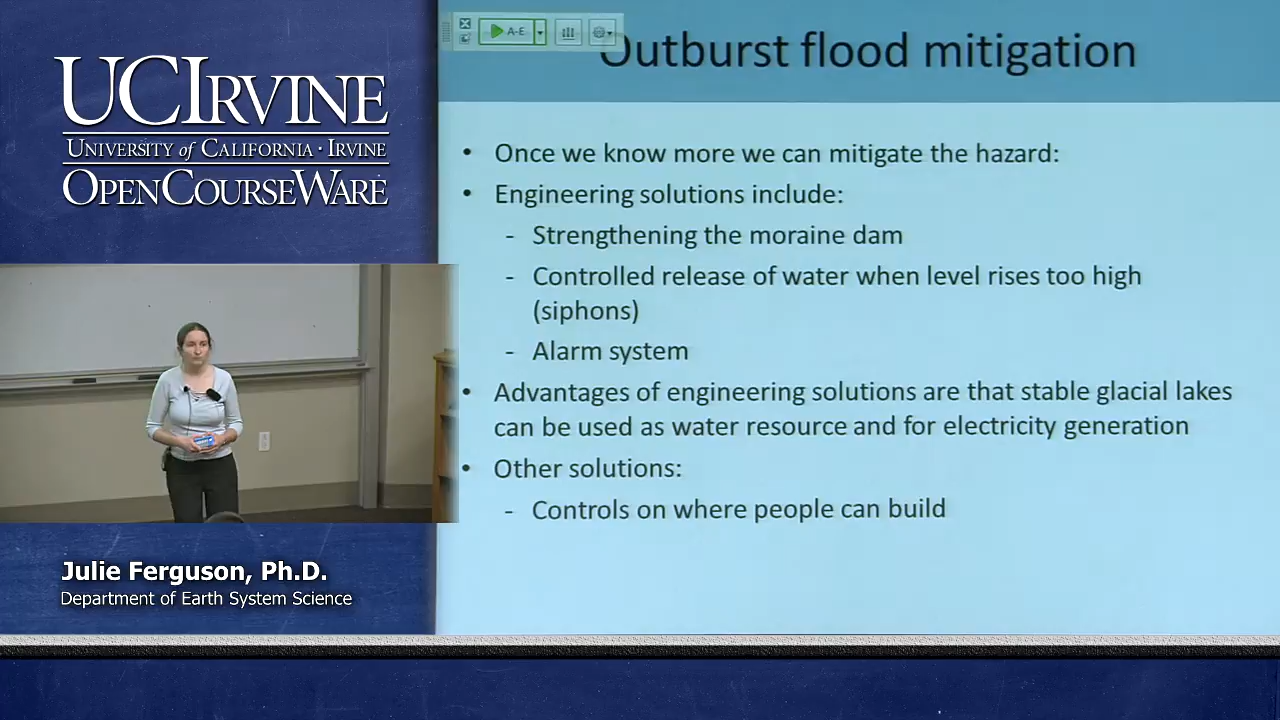 UCIRVINE
UNIVERSITY of CALIFORNIA · IRVINE
OPENCOURSEWARE
Julie Ferguson, Ph.D.
Department of Earth System Science
A-E
Outburst flood mitigation
• Once we know more we can mitigate the hazard:
• Engineering solutions include:
- Strengthening the moraine dam
- Controlled release of water when level rises too high
(siphons)
- Alarm system
• Advantages of engineering solutions are that stable glacial lakes
can be used as water resource and for electricity generation
• Other solutions:
- Controls on where people can build